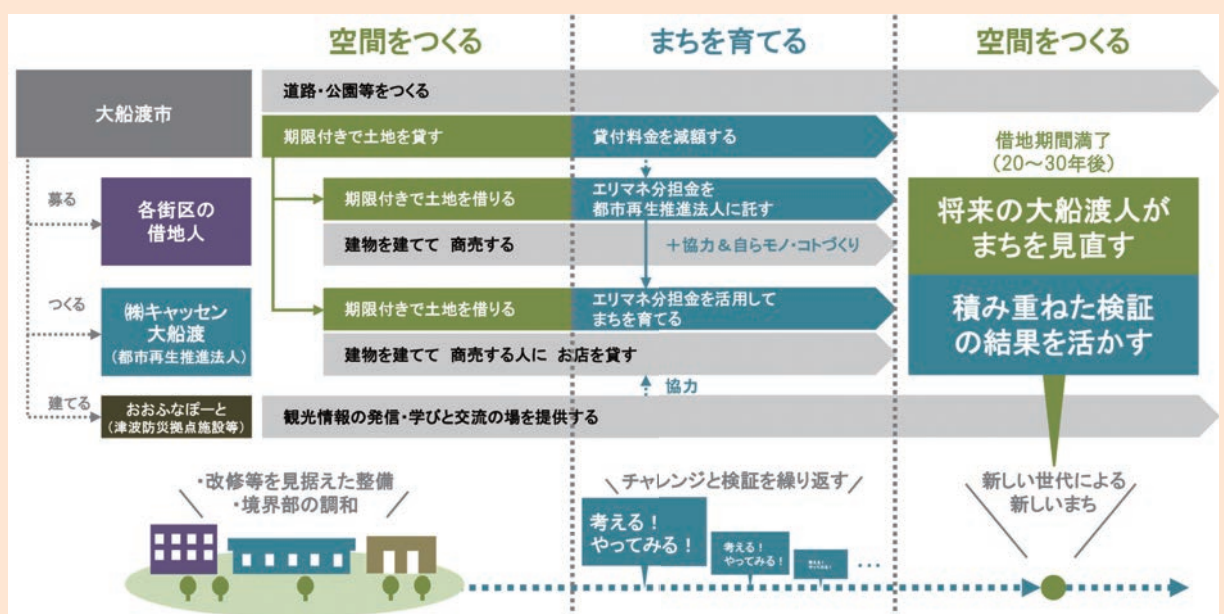 空間をつくる
まちを育てる
空間をつくる
大船渡市
道路・公園等をつくる
期限付きで土地を貸す
貸付料金を減額する
募る
各街区の
借地人
期限付きで土地を借りる
エリマネ分担金を
都市再生推進法人に託す
建物を建てて 商売する
+協力&自らモノ・コトづくり
つくる
㈱キャッセン
大船渡
(都市再生推進法人)
期限付きで土地を借りる
エリマネ分担金を活用して
まちを育てる
建物を建てて 商売する人に お店を貸す
協力
建てる
おおふなぽーと
(津波防災拠点施設等)
観光情報の発信・学びと交流の場を提供する
借地期間満了
(20~30年後)
将来の大船渡人が
まちを見直す
積み重ねた検証
の結果を活かす
・改修等を見据えた整備
・境界部の調和
チャレンジと検証を繰り返す
考える!
やってみる!
考える!
やってみる!
考える!
やってみる!
…
新しい世代による
新しいまち